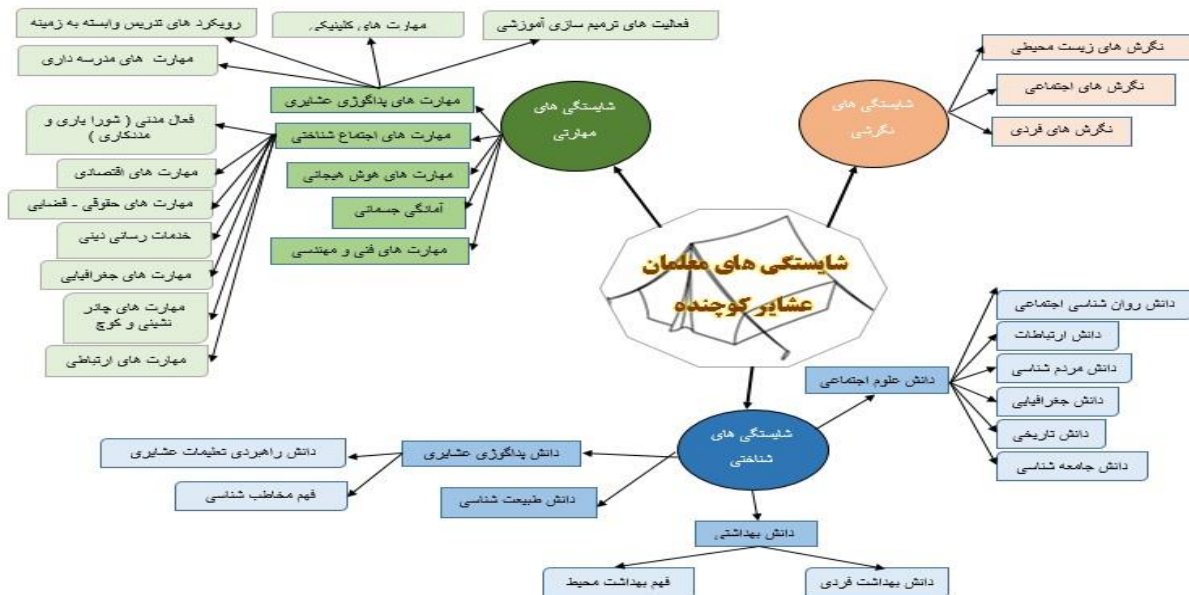 شایستگی های معلمان
عشایر کوچنده
شایستگی های
نگرشی
نگرش های زیست محیطی
نگرش های اجتماعی
نگرش های فردی
شایستگی های
مهارتی
مهارت های پداگوژی عشایری
فعالیت های ترمیم سازی آموزشی
مهارت های کلینیکی
رویکرد های تدریس وابسته به زمینه
مهارت های مدرسه داری
مهارت های اجتماع شناختی
فعال مدنی ( شورا یاری و
مددکاری )
مهارت های اقتصادی
مهارت های حقوقی - قضایی
خدمات رسانی دینی
مهارت های جغرافیایی
مهارت های چادر
نشینی و کوچ
مهارت های ارتباطی
مهارت های هوش هیجانی
آمادگی جسمانی
مهارت های فنی و مهندسی
شایستگی های
شناختی
دانش علوم اجتماعی
دانش روان شناسی اجتماعی
دانش ارتباطات
دانش مردم شناسی
دانش جغرافیایی
دانش تاریخی
دانش جامعه شناسی
دانش پداگوژی عشایری
دانش راهبردی تعلیمات عشایری
فهم مخاطب شناسی
دانش طبیعت شناسی
دانش بهداشتی
دانش بهداشت فردی
فهم بهداشت محیط